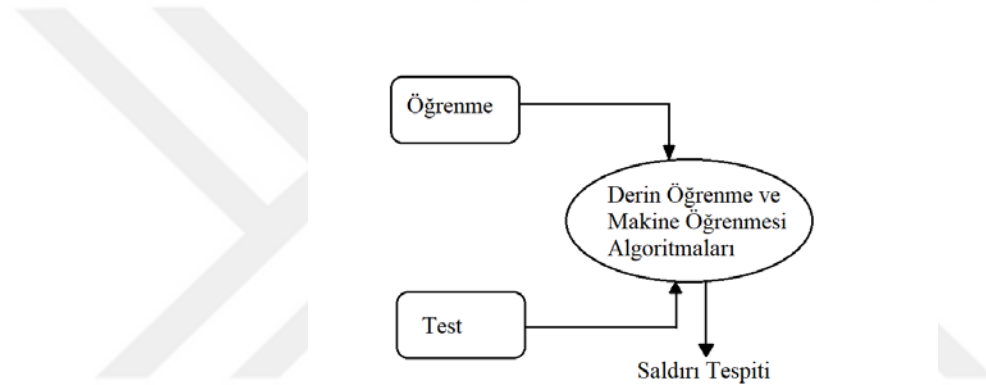 Öğrenme
Derin Öğrenme ve
Makine Öğrenmesi
Algoritmaları
Test
Saldırı Tespiti